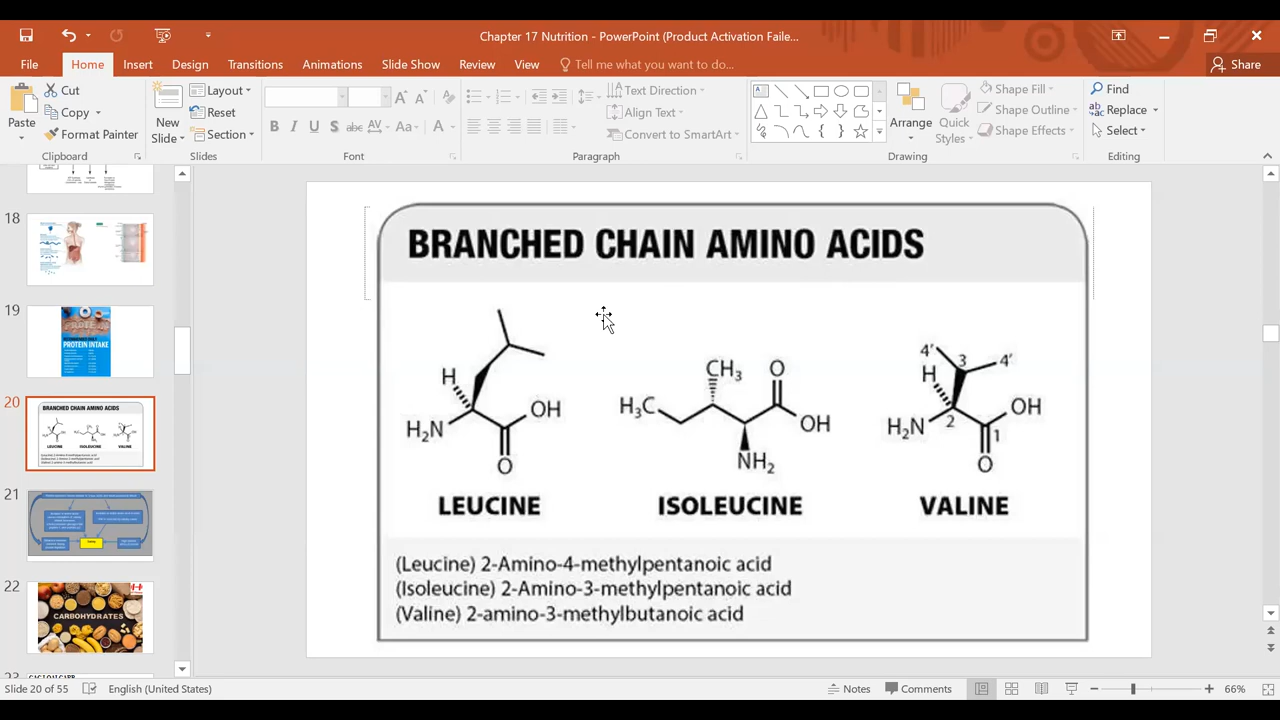 Chapter 17 Nutrition - PowerPoint (Product Activation Faile...
File Home Insert Design Transitions Animations Slide Show Review View Tell me what you want to do... Share
Paste
Cut
Copy
Format Painter
Clipboard
New Slide
Layout
Reset
Section
Slides
Font
Text Direction
Align Text
Convert to SmartArt
Paragraph
Arrange
Quick Styles
Shape Fill
Shape Outline
Shape Effects
Drawing
Find
Replace
Select
Editing
18
19
PROTEIN
PROTEIN INTAKE
20
BRANCHED CHAIN AMINO ACIDS
LEUCINE ISOLEUCINE VALINE
21
22
CARBOHYDRATES
BRANCHED CHAIN AMINO ACIDS
H
H2N
OH
O
LEUCINE
CH3
O
H3C
OH
NH2
ISOLEUCINE
4' 3 4'
H
H2N 2 OH
1
O
VALINE
(Leucine) 2-Amino-4-methylpentanoic acid
(Isoleucine) 2-Amino-3-methylpentanoic acid
(Valine) 2-amino-3-methylbutanoic acid
Slide 20 of 55 English (United States) Notes Comments 66%